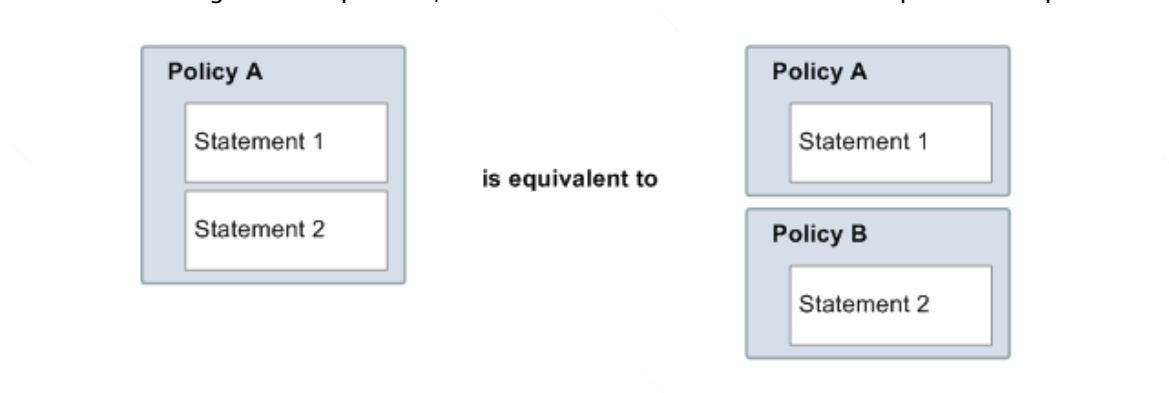 Policy A
Statement 1
Statement 2
is equivalent to
Policy A
Statement 1
Policy B
Statement 2